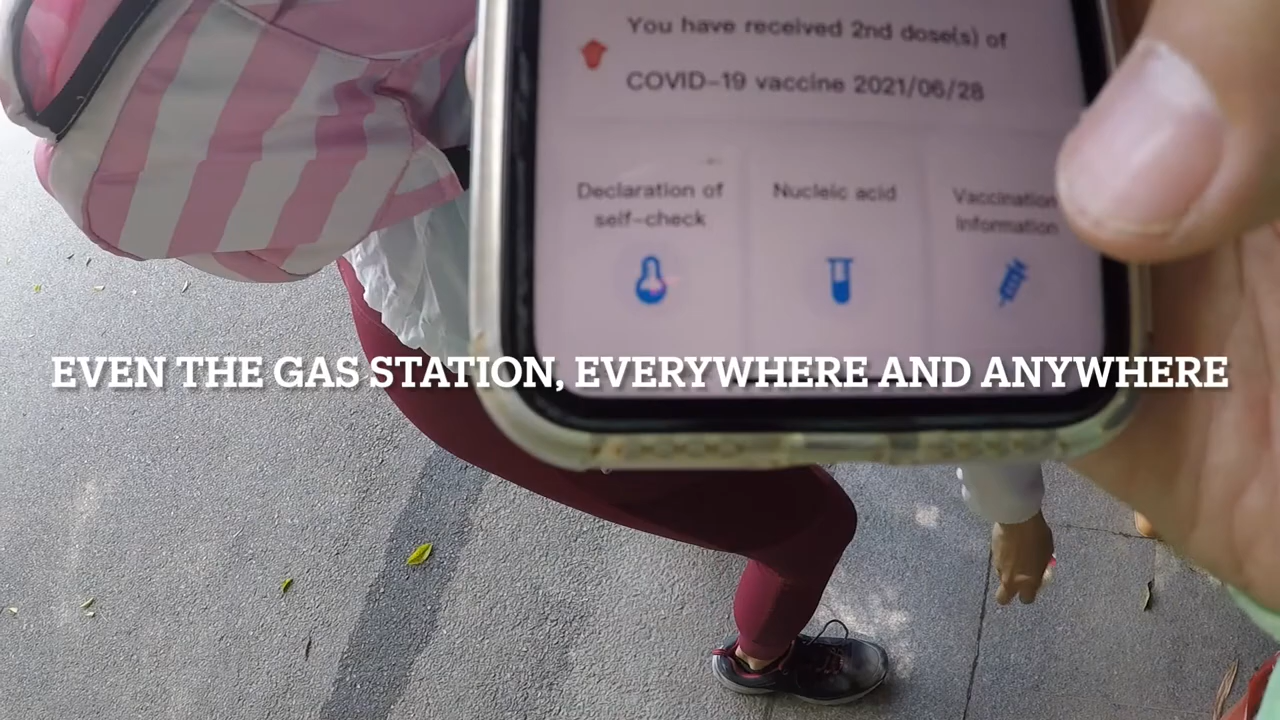 You have received 2nd dose(s) of
COVID-19 vaccine 2021/06/28
Declaration of
self-check
Nucleic acid
Vaccination
Information
EVEN THE GAS STATION, EVERYWHERE AND ANYWHERE